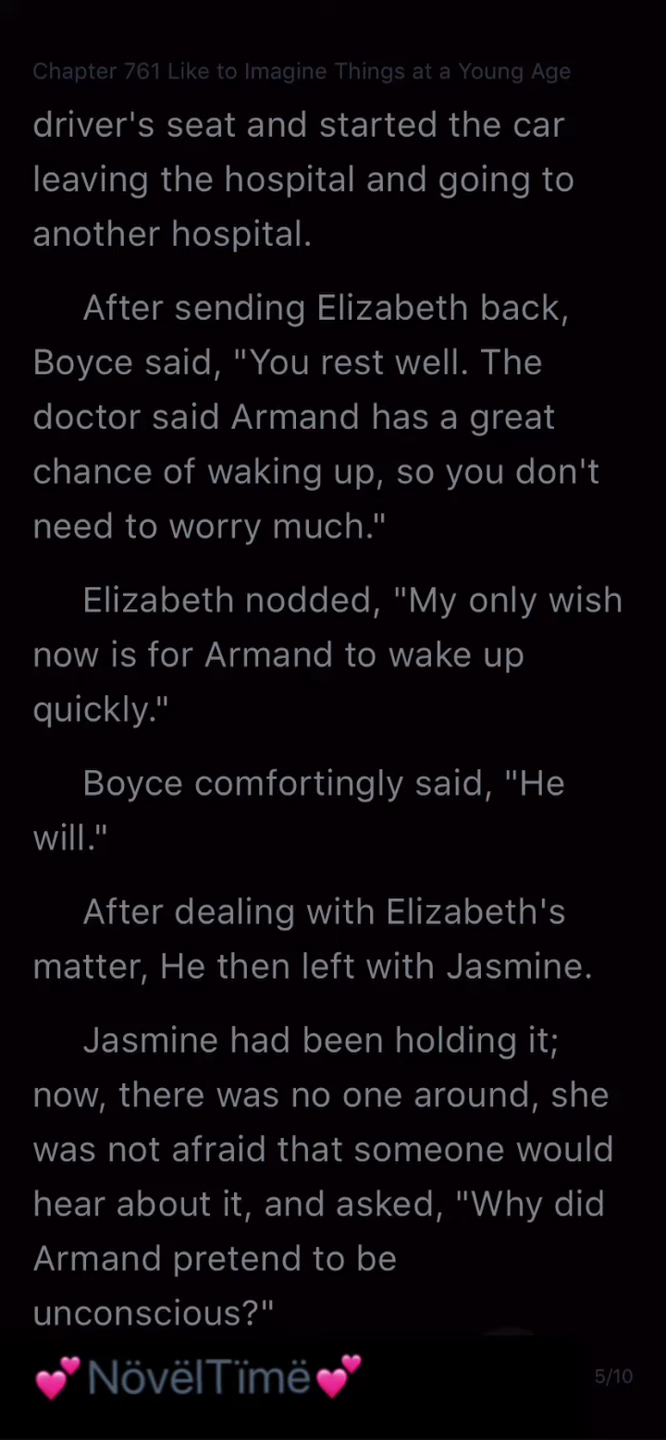 Chapter 761 Like to Imagine Things at a Young Age
driver's seat and started the car
leaving the hospital and going to
another hospital.
After sending Elizabeth back,
Boyce said, "You rest well. The
doctor said Armand has a great
chance of waking up, so you don't
need to worry much."
Elizabeth nodded, "My only wish
now is for Armand to wake up
quickly."
Boyce comfortingly said, "He
will."
After dealing with Elizabeth's
matter, He then left with Jasmine.
Jasmine had been holding it;
now, there was no one around, she
was not afraid that someone would
hear about it, and asked, "Why did
Armand pretend to be
unconscious?"
💕NövëlTïmë💕
5/10